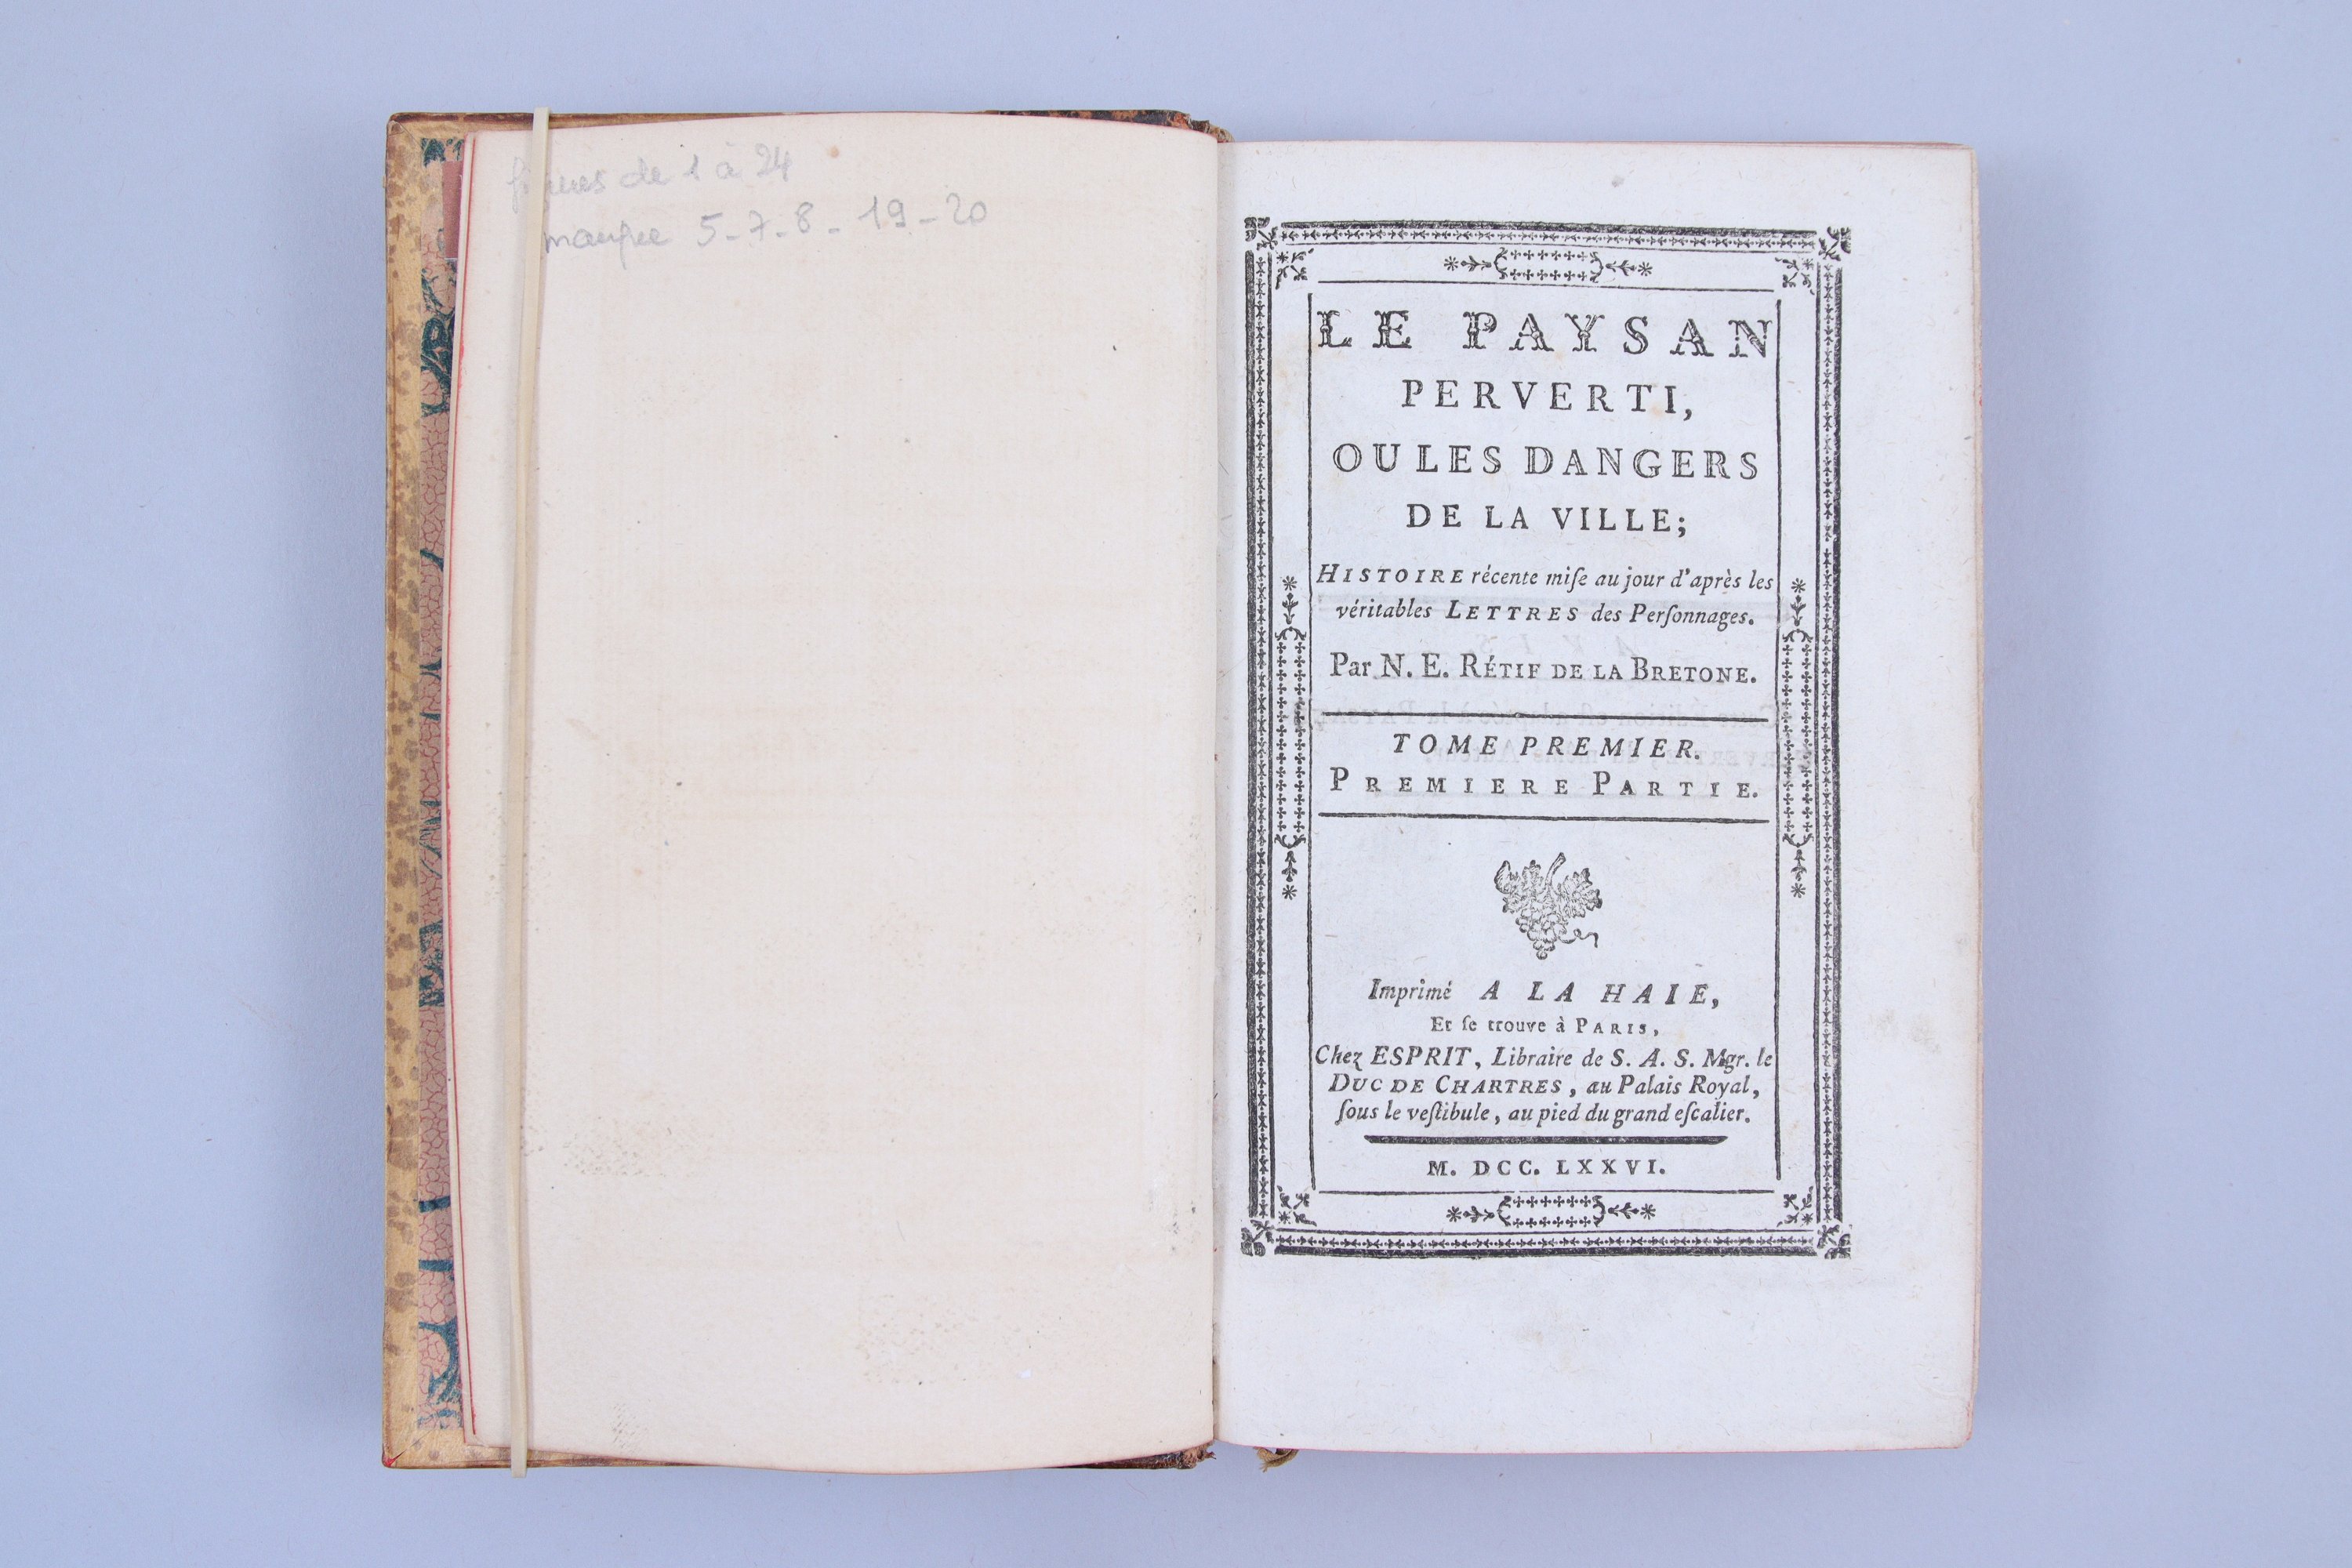 figures de 1 à 24
manque 5-7-8-19-20
LE PAYSAN
PERVERTI,
OU LES DANGERS
DE LA VILLE;
HISTOIRE récente miſe au jour d'après les
véritables LETTRES des Perſonnages.
Par N. E. RÉTIF DE LA BRETONE.
TOME PREMIER.
PREMIERE PARTIE.
Imprimé A LA HAIE,
Et ſe trouve à PARIS,
Chez ESPRIT, Libraire de S. A. S. Mgr. le
DUC DE CHARTRES, au Palais Royal,
ſous le veſtibule, au pied du grand eſcalier.
M. DCC. LXXVI.